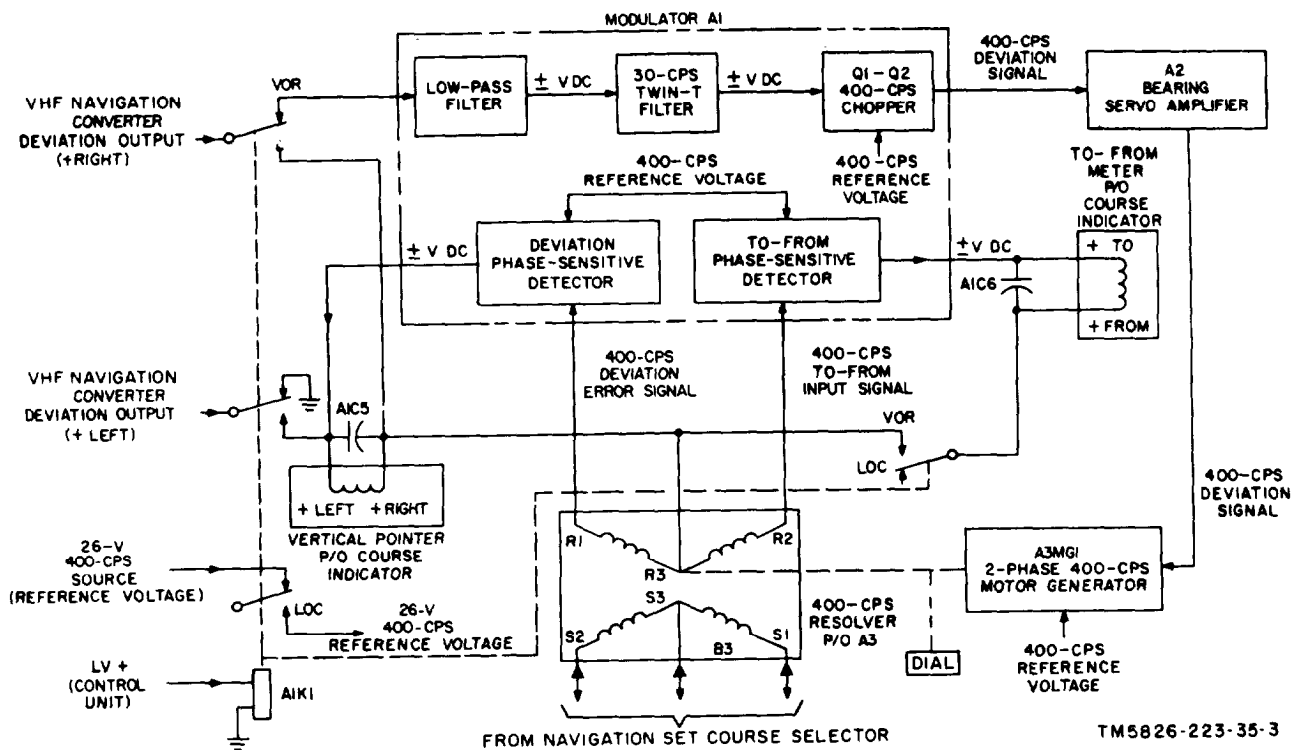 MODULATOR A1
VHF NAVIGATION
CONVERTER
DEVIATION OUTPUT
(+RIGHT)
VOR
LOW-PASS
FILTER
± V DC
30-CPS
TWIN-T
FILTER
± V DC
Q1-Q2
400-CPS
CHOPPER
400-CPS
DEVIATION
SIGNAL
A2
BEARING
SERVO AMPLIFIER
400-CPS
REFERENCE VOLTAGE
400-CPS
REFERENCE
VOLTAGE
TO-FROM
METER
P/O
COURSE
INDICATOR
± V DC
DEVIATION
PHASE-SENSITIVE
DETECTOR
TO-FROM
PHASE-SENSITIVE
DETECTOR
± V DC
A1C6
+ TO
+ FROM
400-CPS
DEVIATION
ERROR SIGNAL
400-CPS
TO-FROM
INPUT SIGNAL
VHF NAVIGATION
CONVERTER
DEVIATION OUTPUT
(+ LEFT)
A1C5
VOR
LOC
+ LEFT +RIGHT
VERTICAL POINTER
P/O COURSE
INDICATOR
400-CPS
DEVIATION
SIGNAL
26-V
400-CPS
SOURCE
(REFERENCE VOLTAGE)
LOC
26-V
400-CPS
REFERENCE VOLTAGE
R1
R2
R3
S3
S2
S1
B3
400-CPS
RESOLVER
P/O A3
A3MG1
2-PHASE 400-CPS
MOTOR GENERATOR
DIAL
400-CPS
REFERENCE
VOLTAGE
LV +
(CONTROL
UNIT)
A1K1
FROM NAVIGATION SET COURSE SELECTOR
TM5826-223-35-3